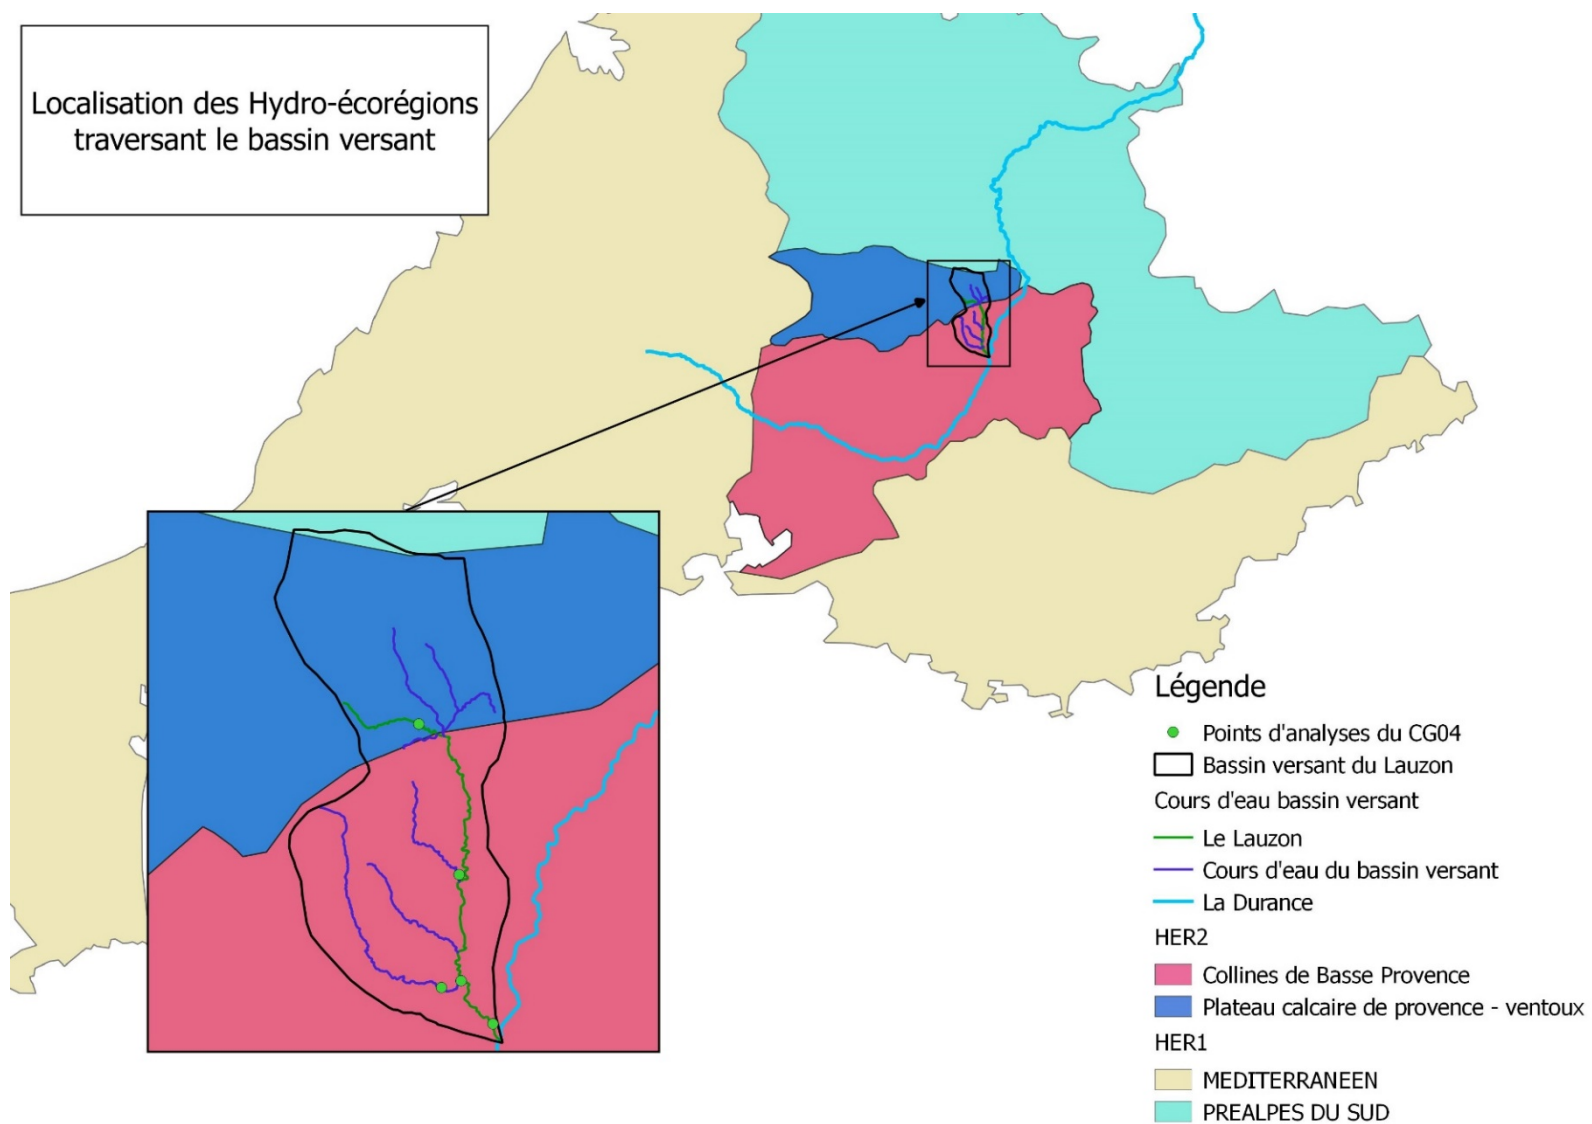 Localisation des Hydro-écorégions
traversant le bassin versant
Légende
Points d'analyses du CG04
Bassin versant du Lauzon
Cours d'eau bassin versant
Le Lauzon
Cours d'eau du bassin versant
La Durance
HER2
Collines de Basse Provence
Plateau calcaire de provence - ventoux
HER1
MEDITERRANEEN
PREALPES DU SUD